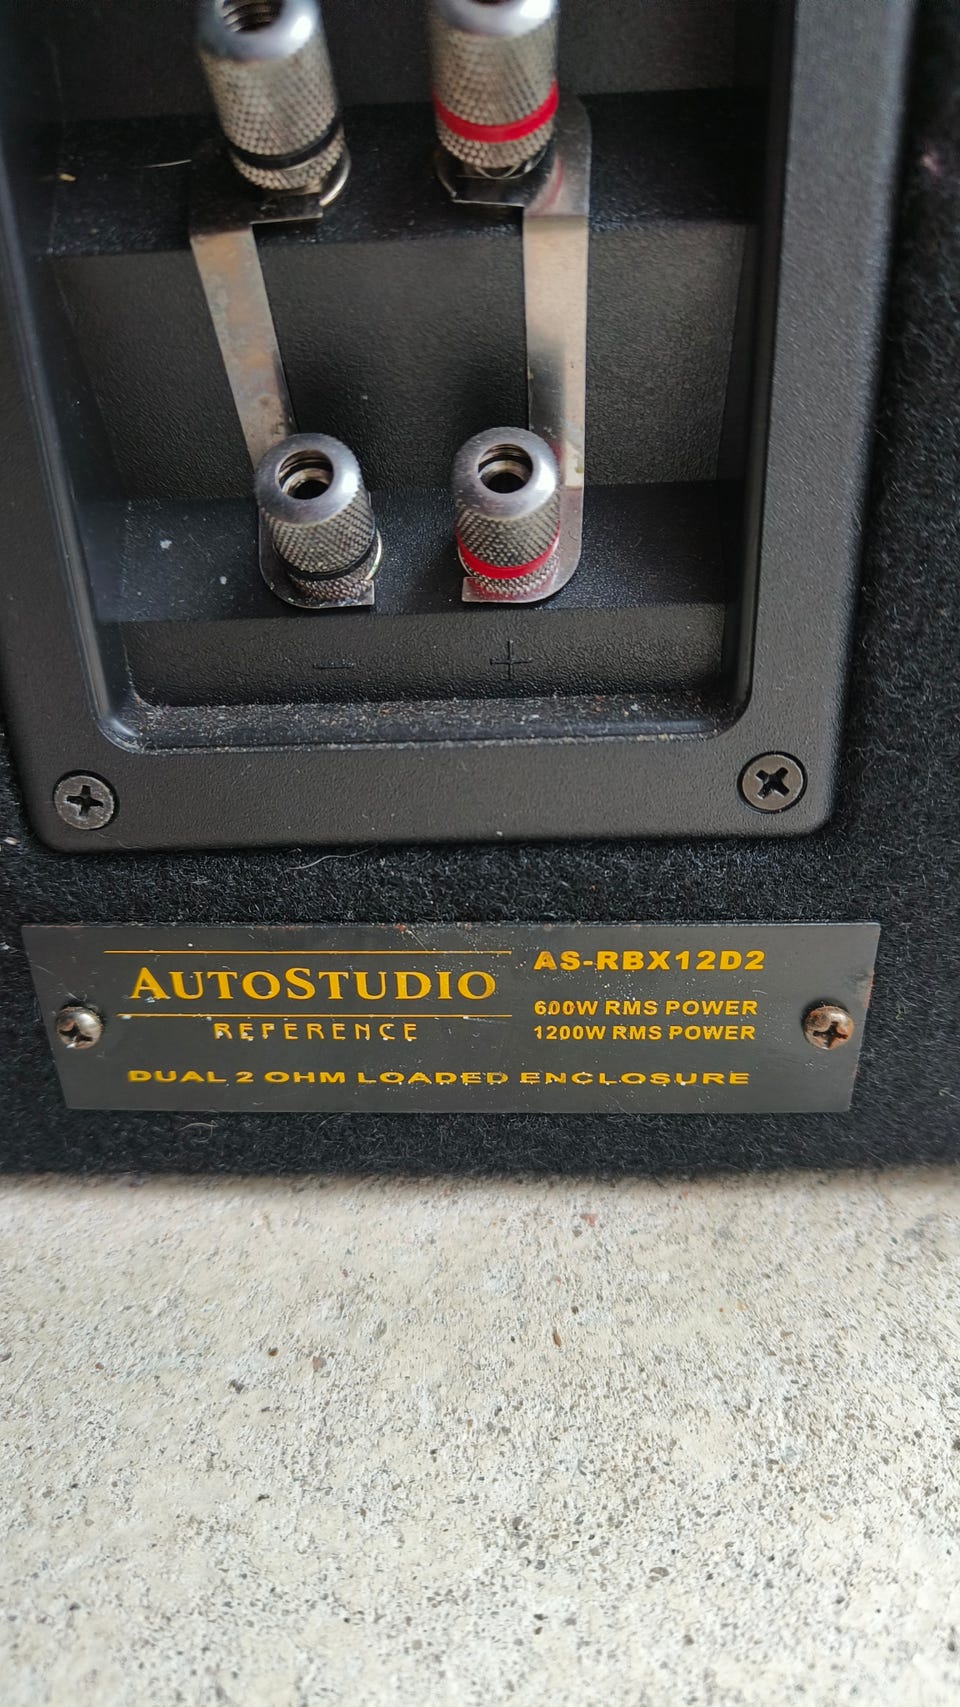 − +
AUTOSTUDIO
REFERENCE
AS-RBX12D2
600W RMS POWER
1200W RMS POWER
DUAL 2 OHM LOADED ENCLOSURE